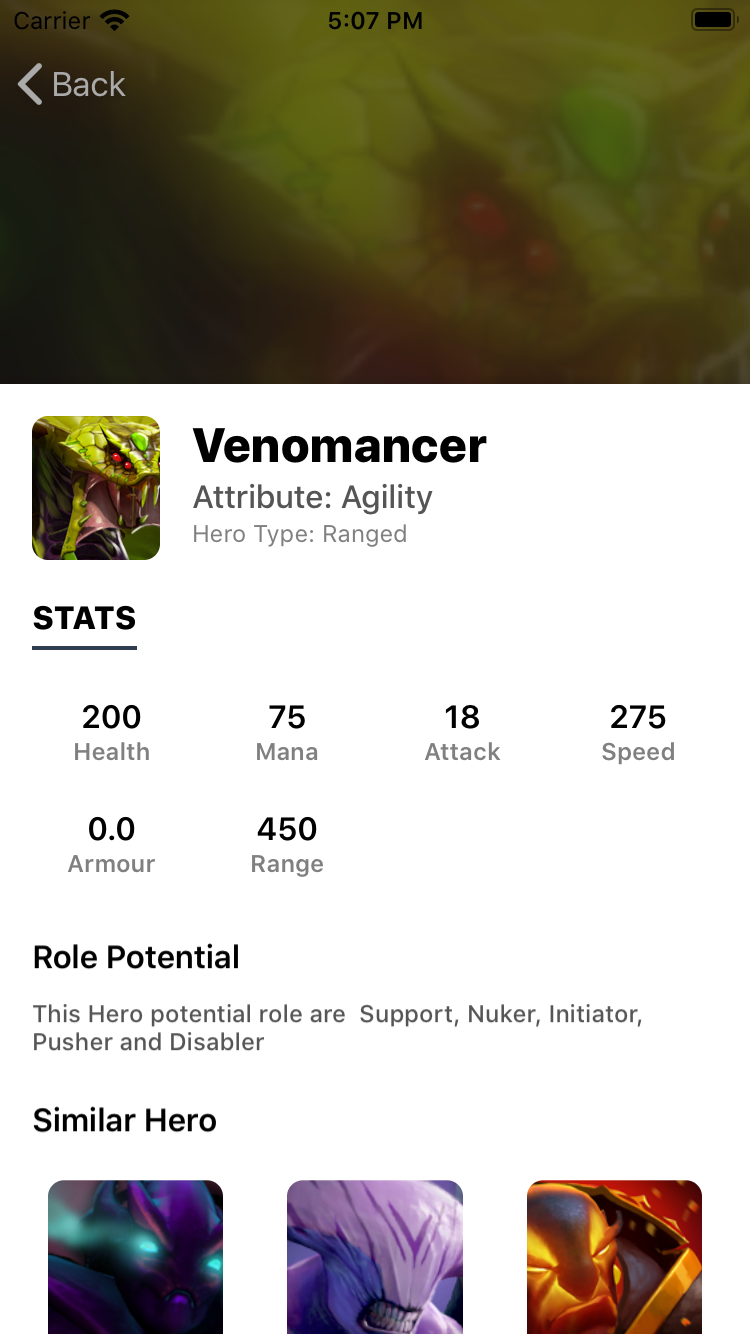 Carrier 5:07 PM
Back
Venomancer
Attribute: Agility
Hero Type: Ranged
STATS
200 75 18 275
Health Mana Attack Speed
0.0 450
Armour Range
Role Potential
This Hero potential role are  Support, Nuker, Initiator,
Pusher and Disabler
Similar Hero